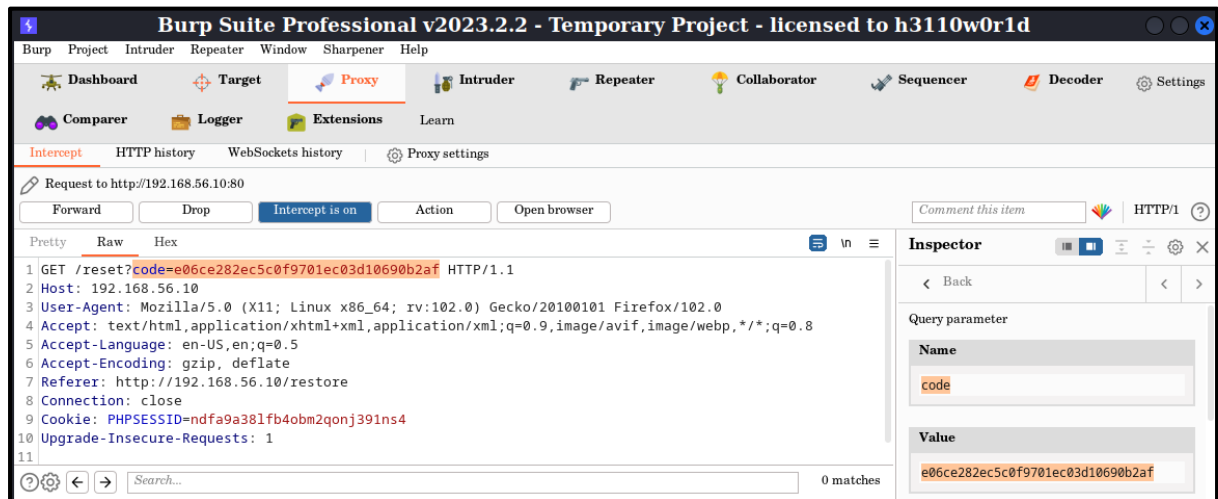 Burp Suite Professional v2023.2.2 - Temporary Project - licensed to h3110w0r1d
Burp Project Intruder Repeater Window Sharpener Help
Dashboard Target Proxy Intruder Repeater Collaborator Sequencer Decoder Settings
Comparer Logger Extensions Learn
Intercept HTTP history WebSockets history Proxy settings
Request to http://192.168.56.10:80
Forward Drop Intercept is on Action Open browser Comment this item HTTP/1 ?
Pretty Raw Hex \n
1 GET /reset?code=e06ce282ec5c0f9701ec03d10690b2af HTTP/1.1
2 Host: 192.168.56.10
3 User-Agent: Mozilla/5.0 (X11; Linux x86_64; rv:102.0) Gecko/20100101 Firefox/102.0
4 Accept: text/html,application/xhtml+xml,application/xml;q=0.9,image/avif,image/webp,*/*;q=0.8
5 Accept-Language: en-US,en;q=0.5
6 Accept-Encoding: gzip, deflate
7 Referer: http://192.168.56.10/restore
8 Connection: close
9 Cookie: PHPSESSID=ndfa9a38lfb4obm2qonj391ns4
10 Upgrade-Insecure-Requests: 1
11
? Search... 0 matches
Inspector
Back
Query parameter
Name
code
Value
e06ce282ec5c0f9701ec03d10690b2af